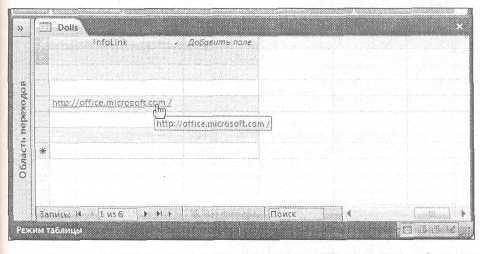 »
Dolls
×
InfoLink
Добавить поле
http://office.microsoft.com /
http://office.microsoft.com /
*
Область переходов
Запись: 1 из 6
Поиск
Режим таблицы